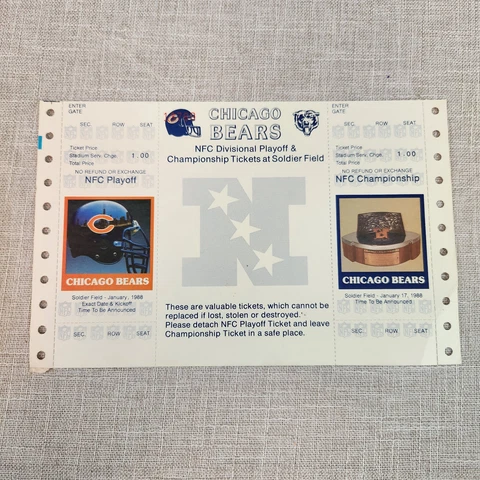 ENTER
GATE
SEC. ROW SEAT
Ticket Price
Stadium Serv. Chge. 1.00
Total Price
NO REFUND OR EXCHANGE
NFC Playoff
CHICAGO BEARS
Soldier Field - January, 1988
Exact Date & Kickoff
Time To Be Announced
SEC. ROW SEAT
CHICAGO
BEARS
NFC Divisional Playoff &
Championship Tickets at Soldier Field
N
These are valuable tickets, which cannot be
replaced if lost, stolen or destroyed.
Please detach NFC Playoff Ticket and leave
Championship Ticket in a safe place.
ENTER
GATE
SEC. ROW SEAT
Ticket Price
Stadium Serv. Chge. 1.00
Total Price
NO REFUND OR EXCHANGE
NFC Championship
CHICAGO BEARS
Soldier Field - January 17, 1988
Time To Be Announced
SEC. ROW SEAT